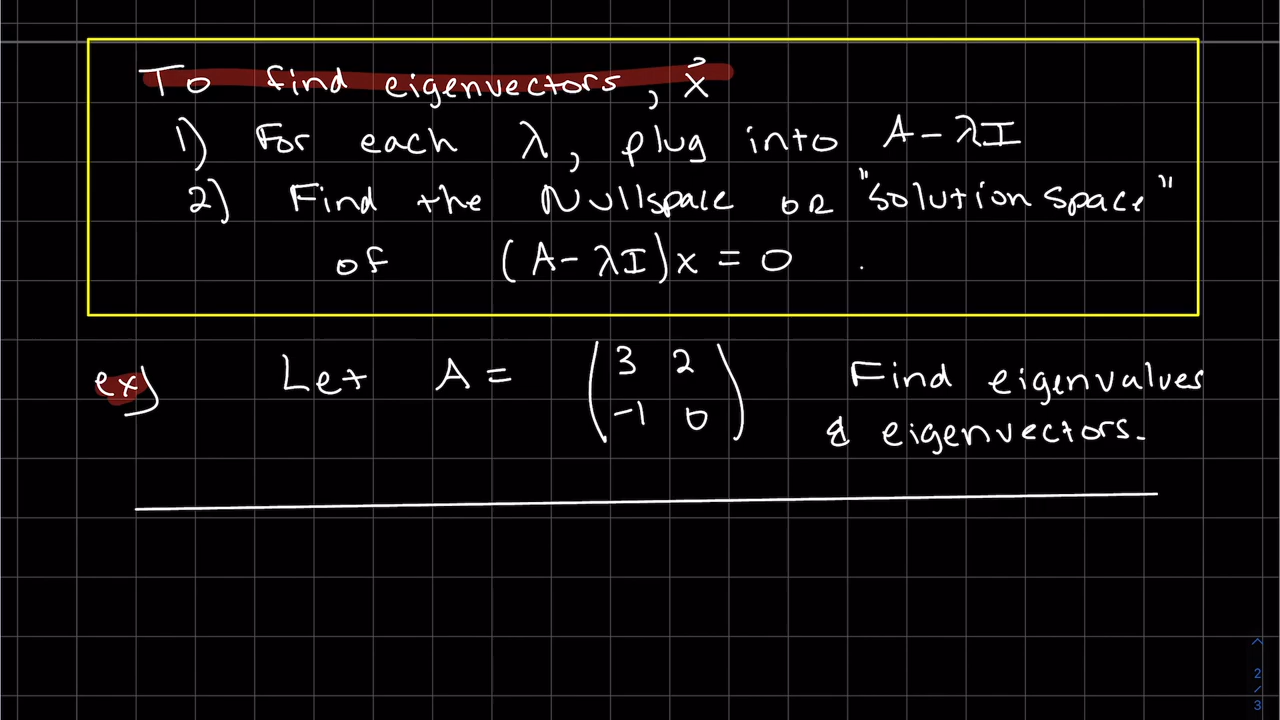 To find eigenvectors, x⃗
1) For each λ, plug into A - λI
2) Find the Nullspace or "solution space"
of (A - λI)x = 0 .
ex) Let A = (3 2 Find eigenvalues
-1 0) & eigenvectors.
2
/
3